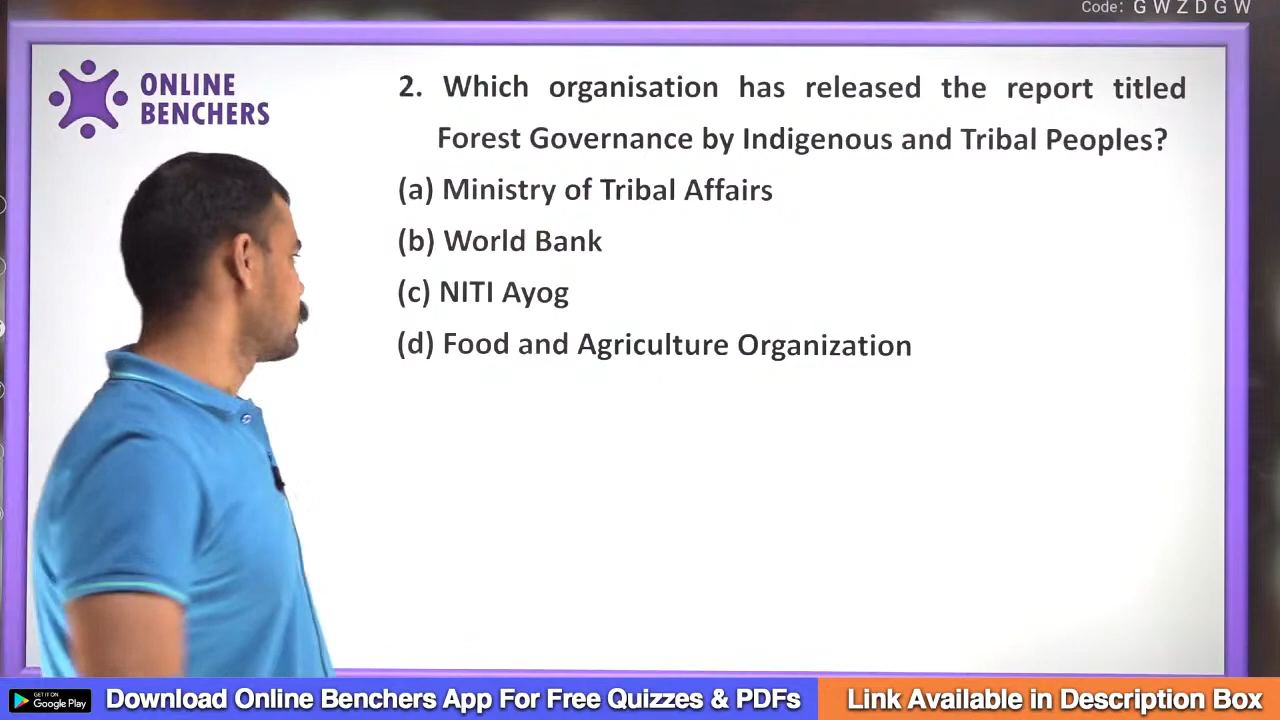 Code: G W Z D G W
ONLINE
BENCHERS
2. Which organisation has released the report titled
Forest Governance by Indigenous and Tribal Peoples?
(a) Ministry of Tribal Affairs
(b) World Bank
(c) NITI Ayog
(d) Food and Agriculture Organization
GET IT ON
Google Play
Download Online Benchers App For Free Quizzes & PDFs
Link Available in Description Box